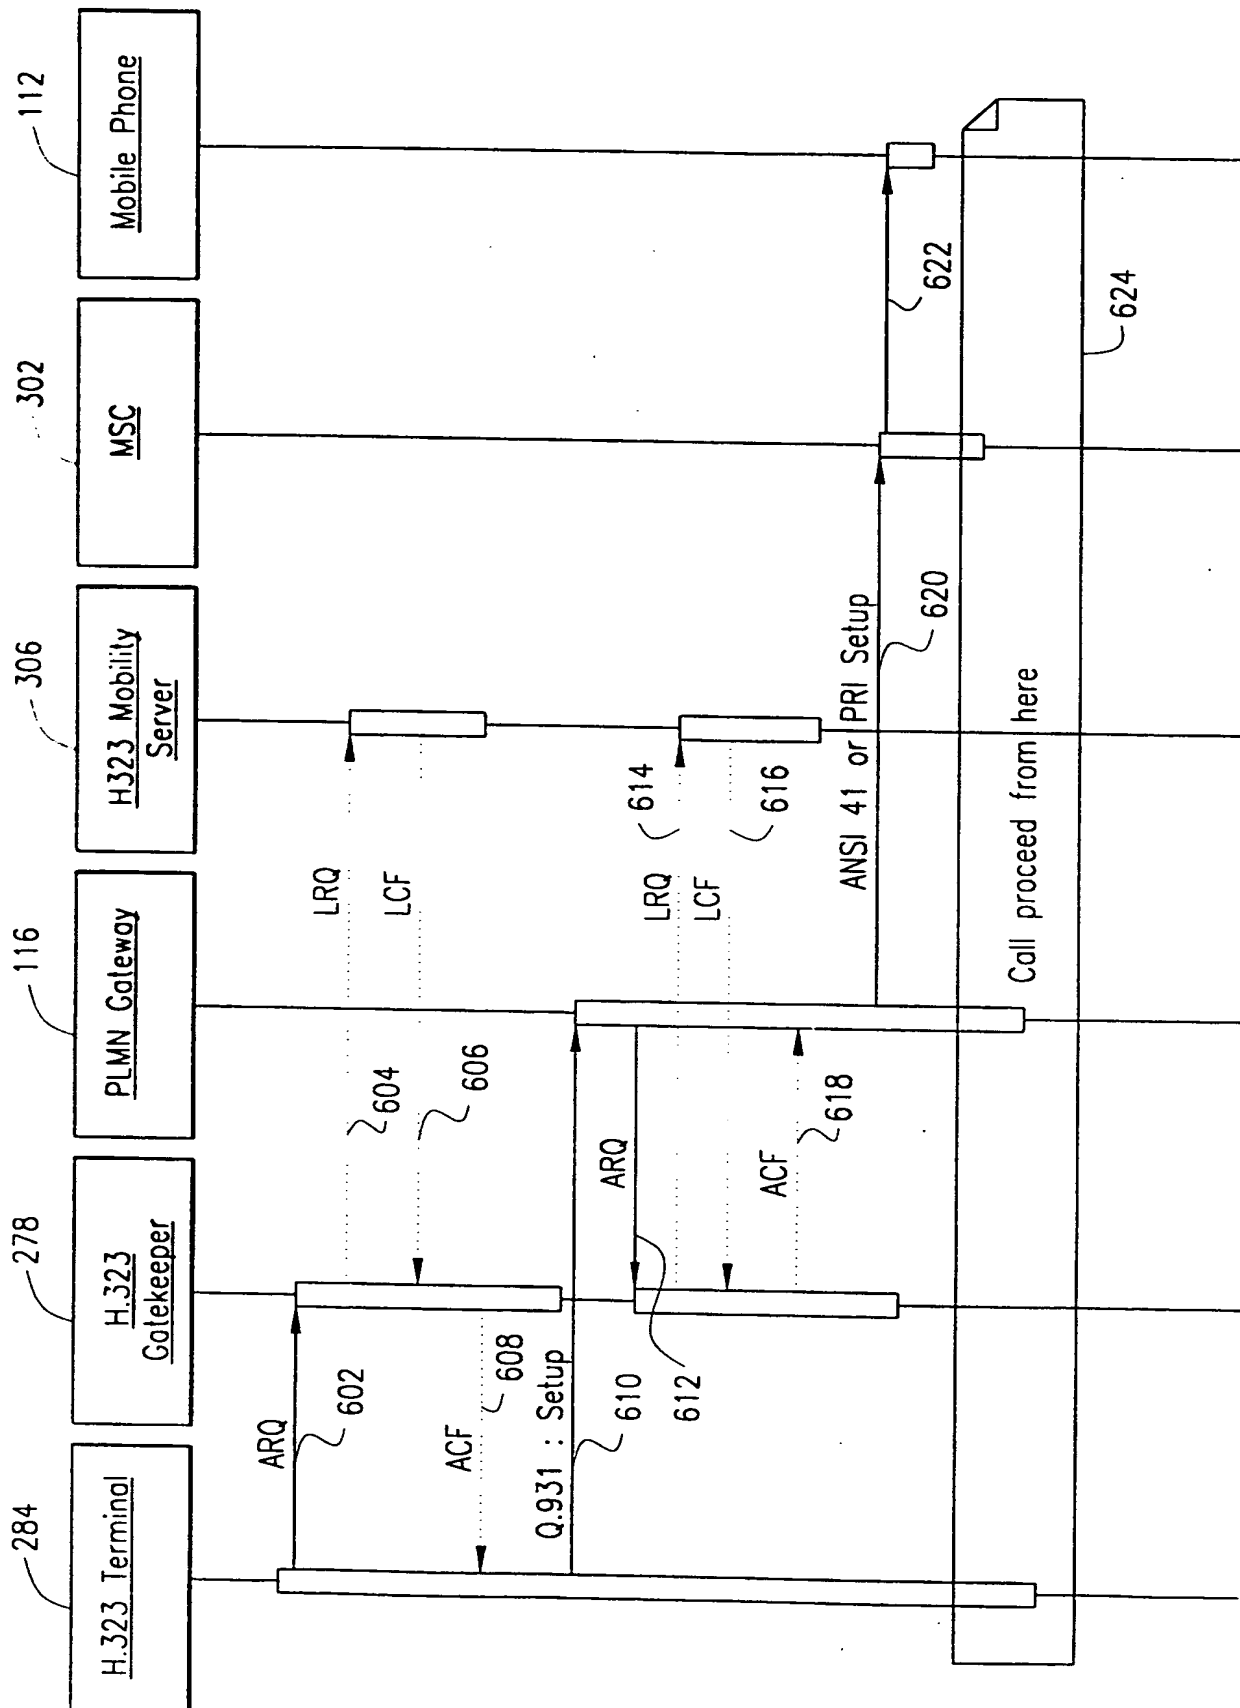 284
H.323 Terminal
278
H.323
Gatekeeper
116
PLMN Gateway
306
H323 Mobility
Server
302
MSC
112
Mobile Phone
ARQ
602
LRQ
604
LCF
606
ACF
608
Q.931 : Setup
610
ARQ
612
LRQ
614
LCF
616
ACF
618
ANSI 41 or PRI Setup
620
622
Call proceed from here
624